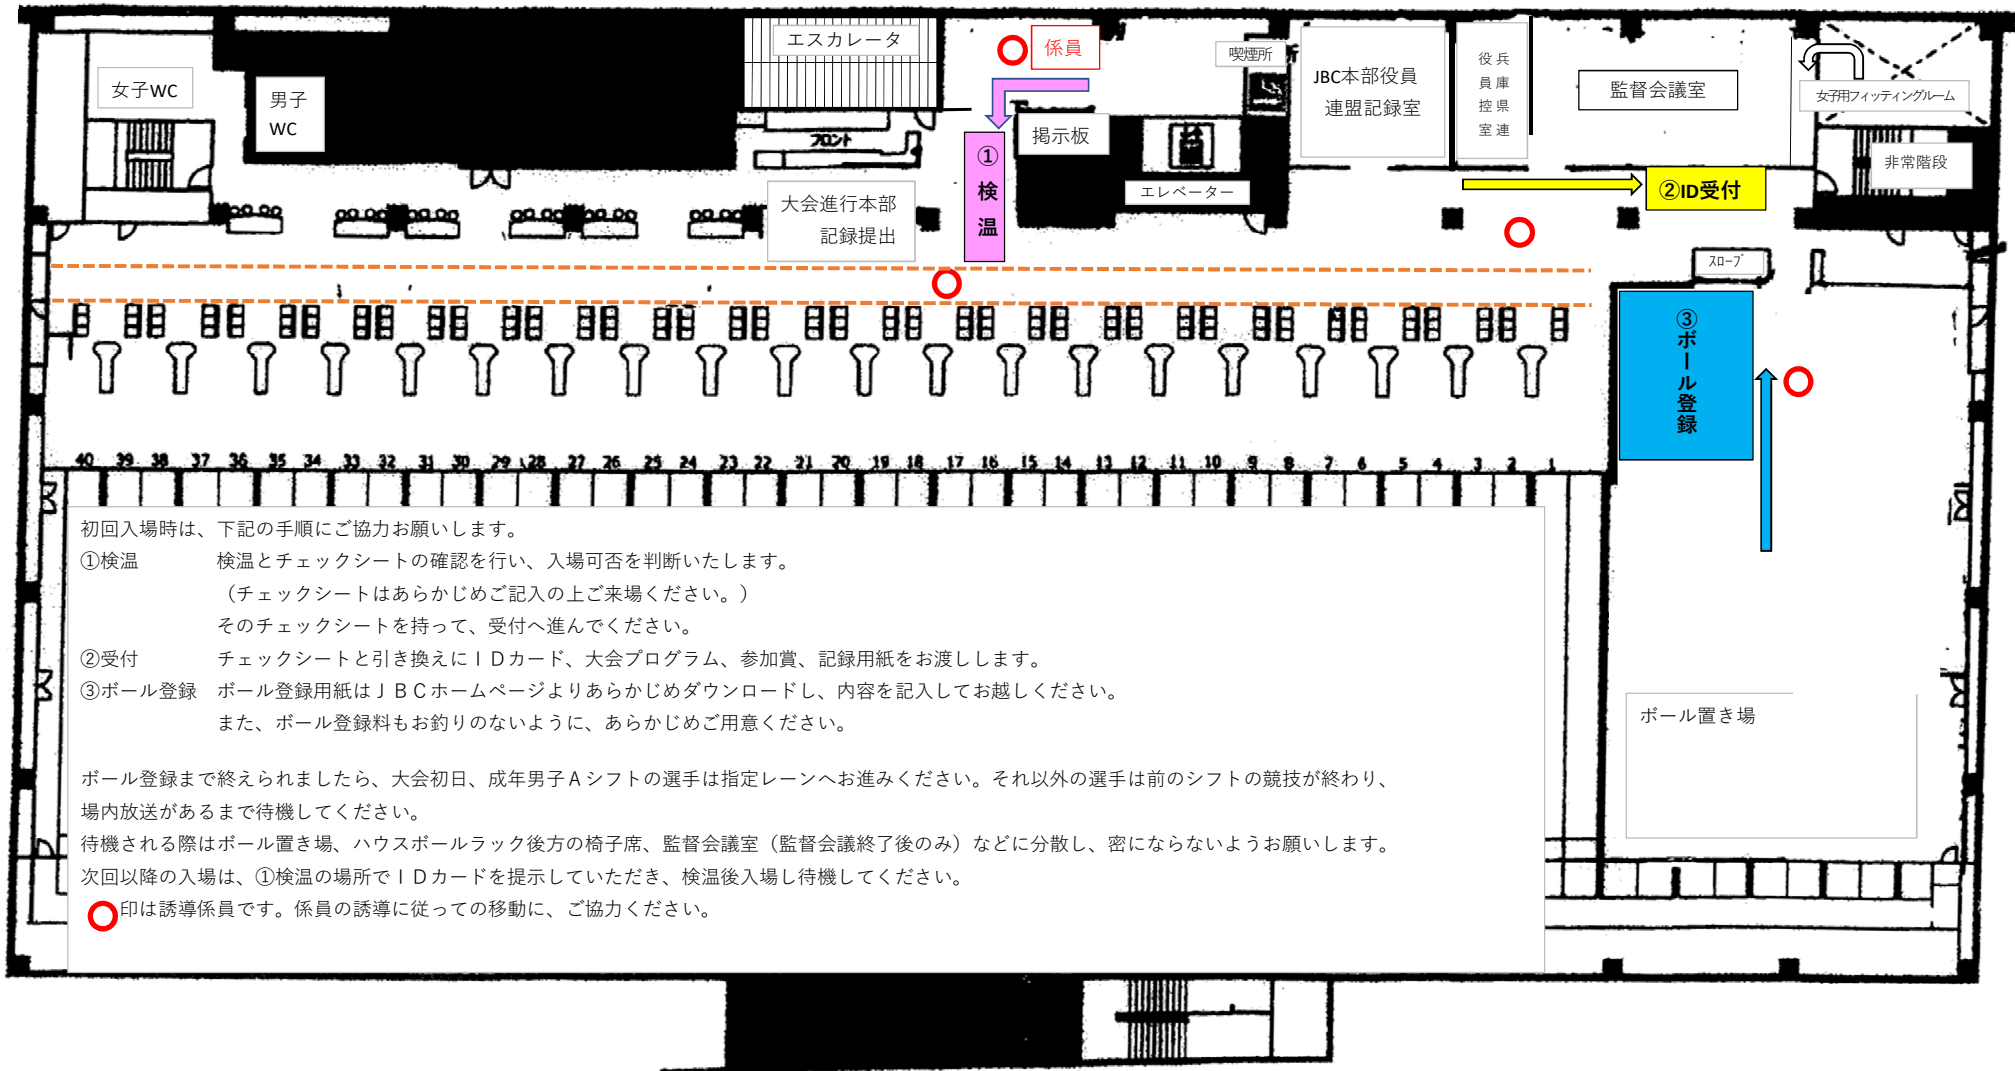 エスカレータ
係員
喫煙所
女子WC
男子
WC
フロント
掲示板
JBC本部役員
連盟記録室
兵庫県連
役員控室
監督会議室
女子用フィッティングルーム
①検温
大会進行本部
記録提出
エレベーター
②ID受付
非常階段
スロープ
③ボール登録
40 39 38 37 36 35 34 33 32 31 30 29 28 27 26 25 24 23 22 21 20 19 18 17 16 15 14 13 12 11 10 9 8 7 6 5 4 3 2 1
初回入場時は、下記の手順にご協力お願いします。
①検温 検温とチェックシートの確認を行い、入場可否を判断いたします。
（チェックシートはあらかじめご記入の上ご来場ください。）
そのチェックシートを持って、受付へ進んでください。
②受付 チェックシートと引き換えにＩＤカード、大会プログラム、参加賞、記録用紙をお渡しします。
③ボール登録 ボール登録用紙はＪＢＣホームページよりあらかじめダウンロードし、内容を記入してお越しください。
また、ボール登録料もお釣りのないように、あらかじめご用意ください。
ボール登録まで終えられましたら、大会初日、成年男子Ａシフトの選手は指定レーンへお進みください。それ以外の選手は前のシフトの競技が終わり、
場内放送があるまで待機してください。
待機される際はボール置き場、ハウスボールラック後方の椅子席、監督会議室（監督会議終了後のみ）などに分散し、密にならないようお願いします。
次回以降の入場は、①検温の場所でＩＤカードを提示していただき、検温後入場し待機してください。
印は誘導係員です。係員の誘導に従っての移動に、ご協力ください。
ボール置き場